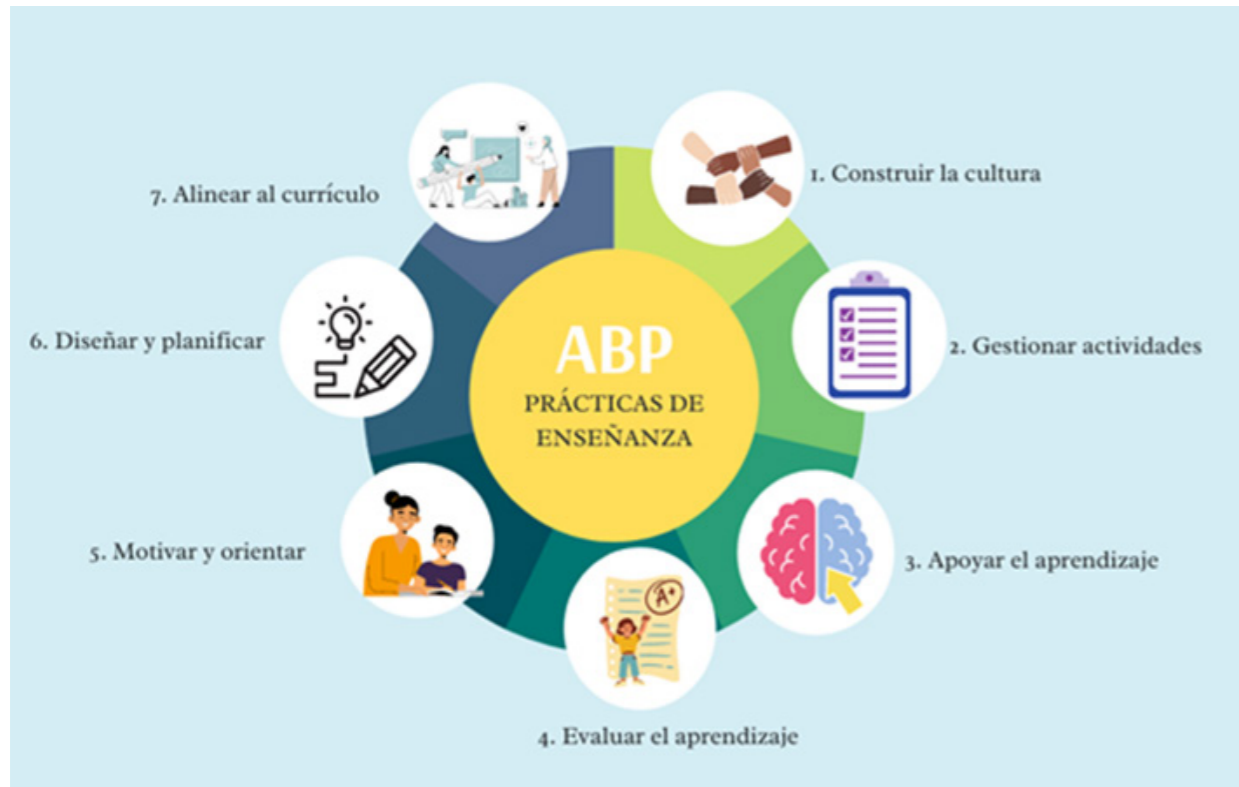 ABP
PRÁCTICAS DE
ENSEÑANZA
1. Construir la cultura
2. Gestionar actividades
3. Apoyar el aprendizaje
A+
4. Evaluar el aprendizaje
5. Motivar y orientar
6. Diseñar y planificar
7. Alinear al currículo